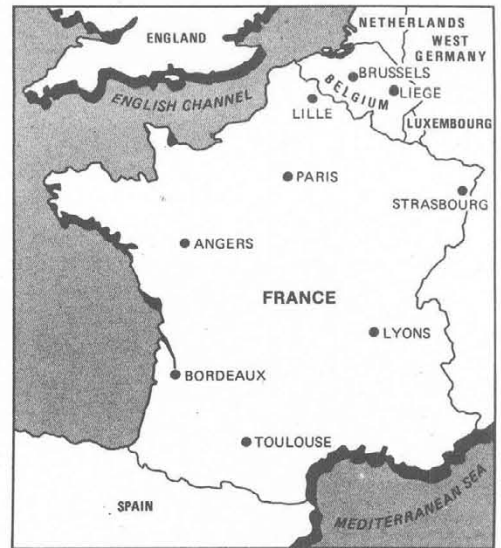 NETHERLANDS
ENGLAND
WEST
GERMANY
BRUSSELS
ENGLISH CHANNEL
BELGIUM
LIEGE
LILLE
LUXEMBOURG
PARIS
STRASBOURG
ANGERS
FRANCE
LYONS
BORDEAUX
TOULOUSE
SPAIN
MEDITERRANEAN SEA